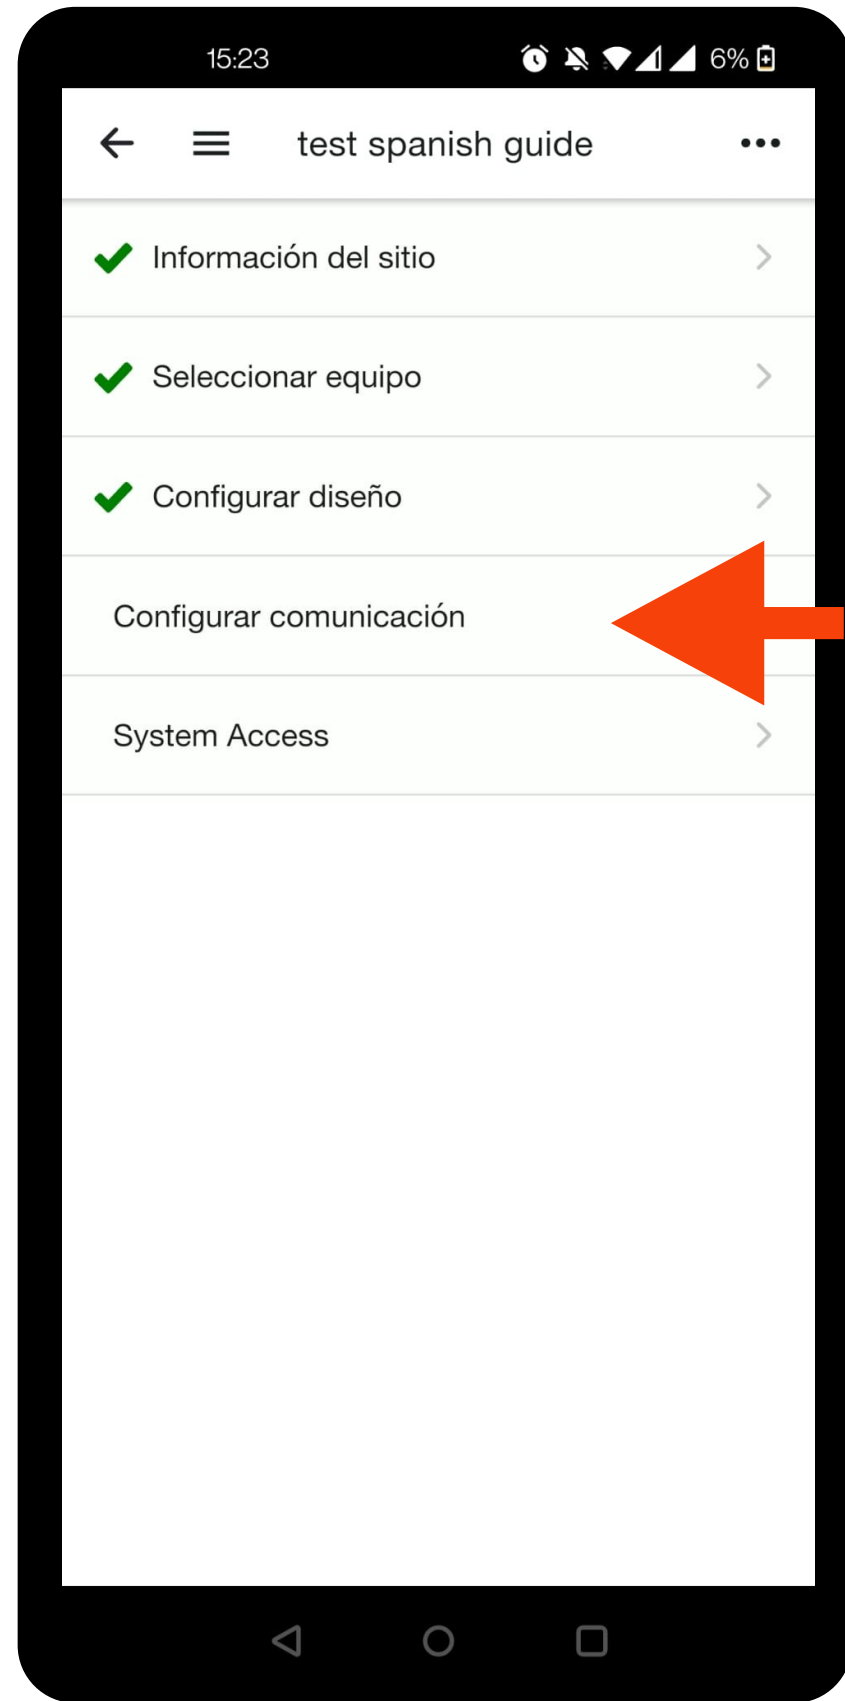 15:23 6%
test spanish guide
Información del sitio
Seleccionar equipo
Configurar diseño
Configurar comunicación
System Access